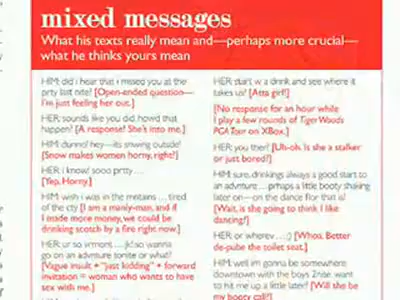 mixed messages
What his texts really mean and—perhaps more crucial—
what he thinks yours mean
HIM: did i hear that i missed you at the
prty last nite? [Open-ended question—
I'm just feeling her out.]
HER: sounds like you did. howd that
happen? [A response! She's into me.]
HIM: dunno! hey—its snwing outside!
[Snow makes women horny, right?]
HER: i know! sooo prtty ...
[Yep. Horny.]
HIM: wish i was in the mntains ... tired
of the cty [I am a manly-man, and if
I made more money, we could be
drinking scotch by a fire right now.]
HER: ur so
jk! so wanna
go on an advnture tonite or what?
[Vague insult + "just kidding" + forward
invitation = woman who wants to have
sex with me.]
HER: start w a drink and see where it
takes us? [Atta girl!]
[No response for an hour while
I play a few rounds of Tiger Woods
PGA Tour on XBox.]
HER: you ther? [Uh-oh. Is she a stalker
or just bored?]
HIM: sure. drinkings always a good start to
an advnture ... prhaps a little booty shaking
later on—on the dance flor that is!
[Wait, is she going to think I like
dancing?]
HER: or wherev ... :) [Whoa. Better
de-pube the toilet seat.]
HIM: well im gonna be somewhere
downtown with the boys 2nite. want
to hit me up a little later? [Will she be
my booty call?]